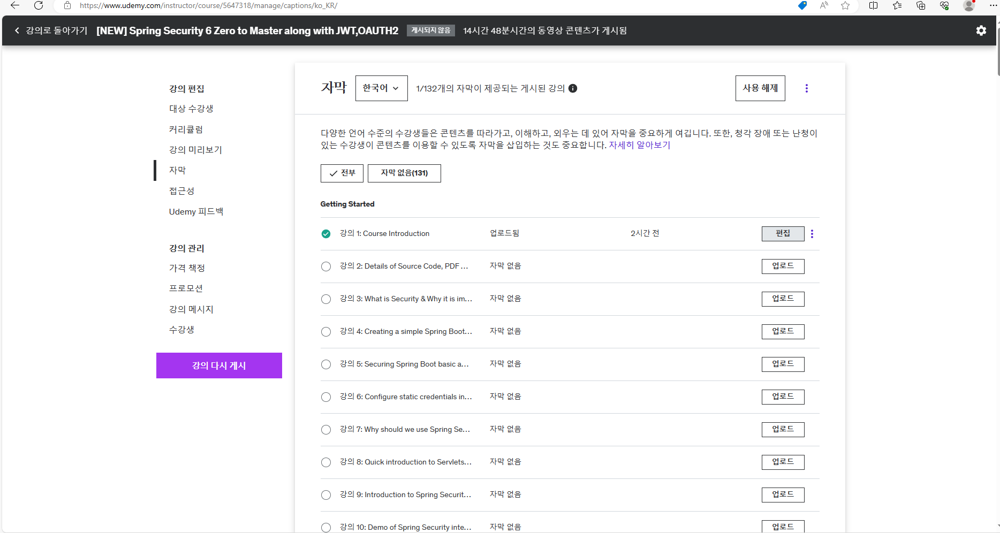 https://www.udemy.com/instructor/course/5647318/manage/captions/ko_KR/
강의로 돌아가기 [NEW] Spring Security 6 Zero to Master along with JWT,OAUTH2 게시되지 않음 14시간 48분시간의 동영상 콘텐츠가 게시됨
강의 편집
대상 수강생
커리큘럼
강의 미리보기
자막
접근성
Udemy 피드백
강의 관리
가격 책정
프로모션
강의 메시지
수강생
강의 다시 게시
자막 한국어 1/132개의 자막이 제공되는 게시된 강의 사용 해제
다양한 언어 수준의 수강생들은 콘텐츠를 따라가고, 이해하고, 외우는 데 있어 자막을 중요하게 여깁니다. 또한, 청각 장애 또는 난청이
있는 수강생이 콘텐츠를 이용할 수 있도록 자막을 삽입하는 것도 중요합니다. 자세히 알아보기
전부 자막 없음(131)
Getting Started
강의 1: Course Introduction 업로드됨 2시간 전 편집
강의 2: Details of Source Code, PDF ... 자막 없음 업로드
강의 3: What is Security & Why it is im... 자막 없음 업로드
강의 4: Creating a simple Spring Boot... 자막 없음 업로드
강의 5: Securing Spring Boot basic a... 자막 없음 업로드
강의 6: Configure static credentials in... 자막 없음 업로드
강의 7: Why should we use Spring Se... 자막 없음 업로드
강의 8: Quick introduction to Servlets... 자막 없음 업로드
강의 9: Introduction to Spring Securit... 자막 없음 업로드
강의 10: Demo of Spring Security inte... 자막 없음 업로드